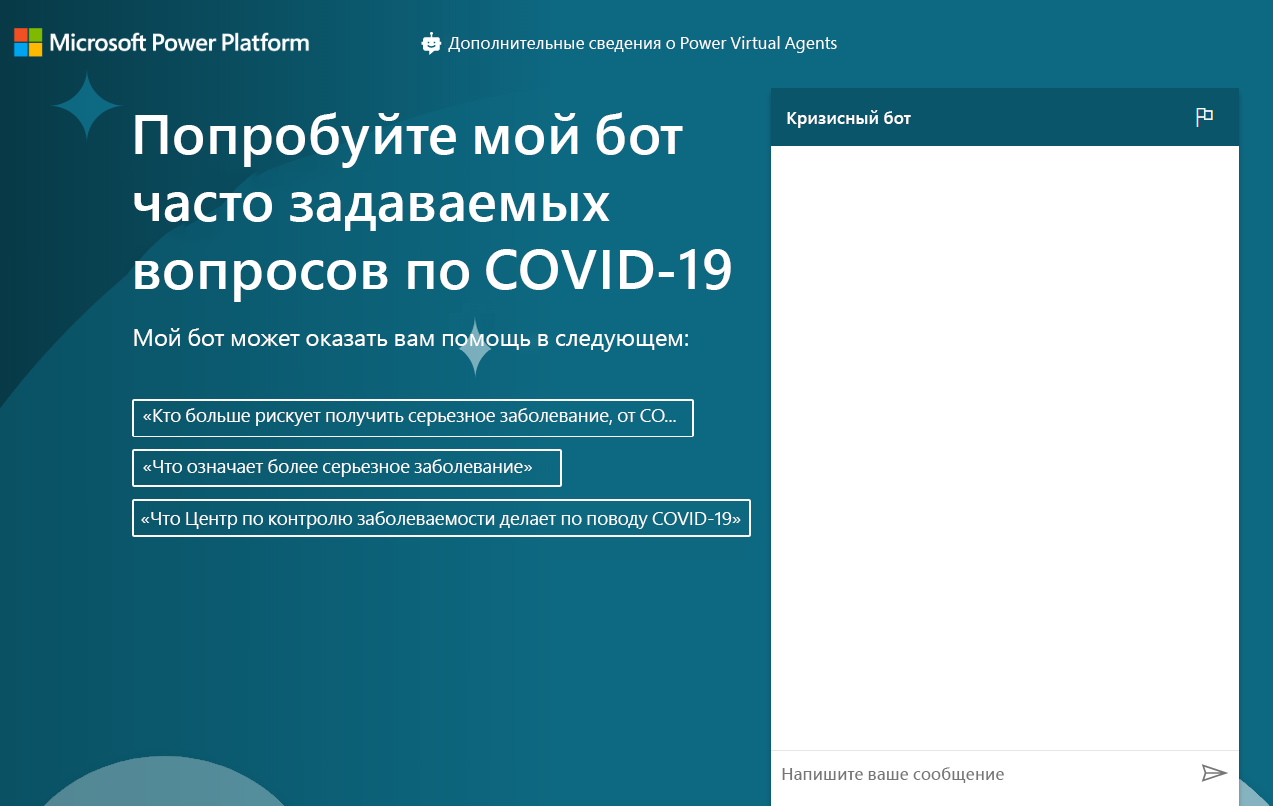 Microsoft Power Platform
Дополнительные сведения о Power Virtual Agents
Попробуйте мой бот
часто задаваемых
вопросов по COVID-19
Мой бот может оказать вам помощь в следующем:
«Кто больше рискует получить серьезное заболевание, от CO...
«Что означает более серьезное заболевание»
«Что Центр по контролю заболеваемости делает по поводу COVID-19»
Кризисный бот
Напишите ваше сообщение